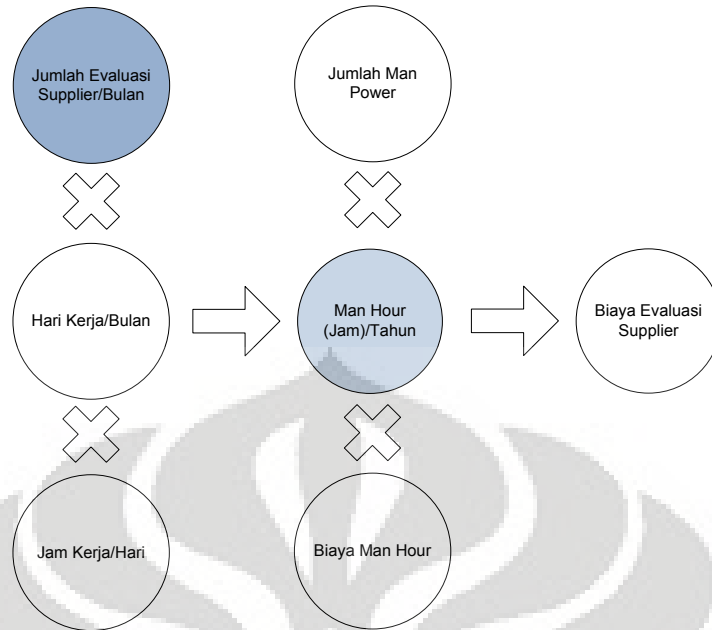 Jumlah Evaluasi
Supplier/Bulan
Jumlah Man
Power
Hari Kerja/Bulan
Man Hour
(Jam)/Tahun
Biaya Evaluasi
Supplier
Jam Kerja/Hari
Biaya Man Hour